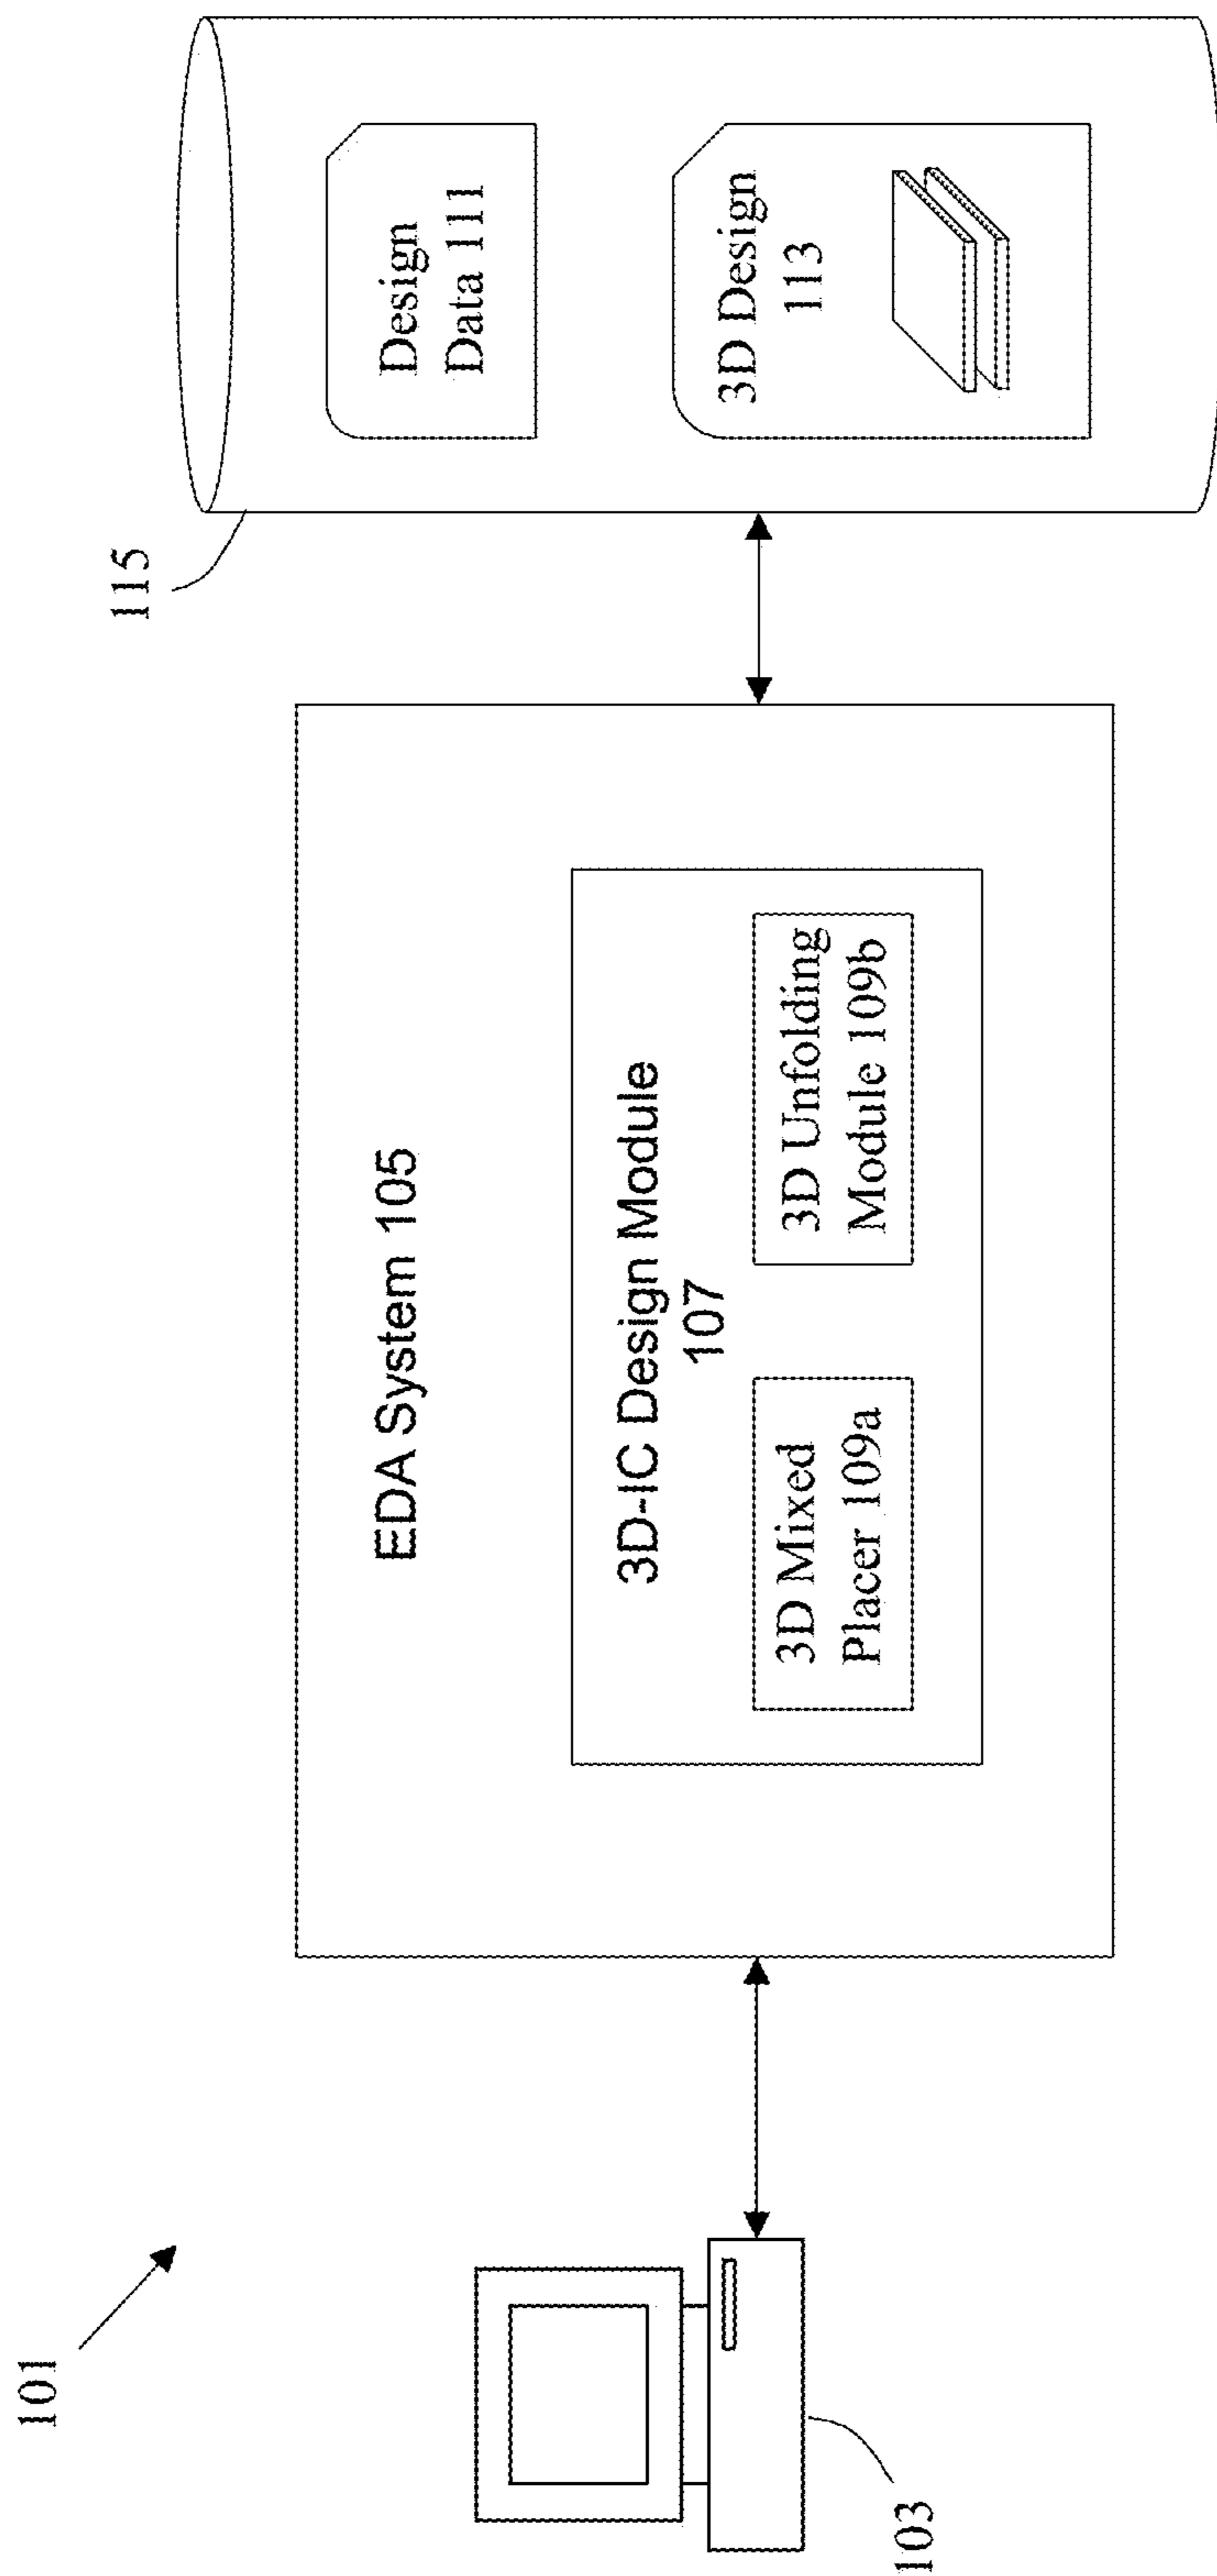 101
103
EDA System 105
3D-IC Design Module
107
3D Mixed
Placer 109a
3D Unfolding
Module 109b
115
Design
Data 111
3D Design
113